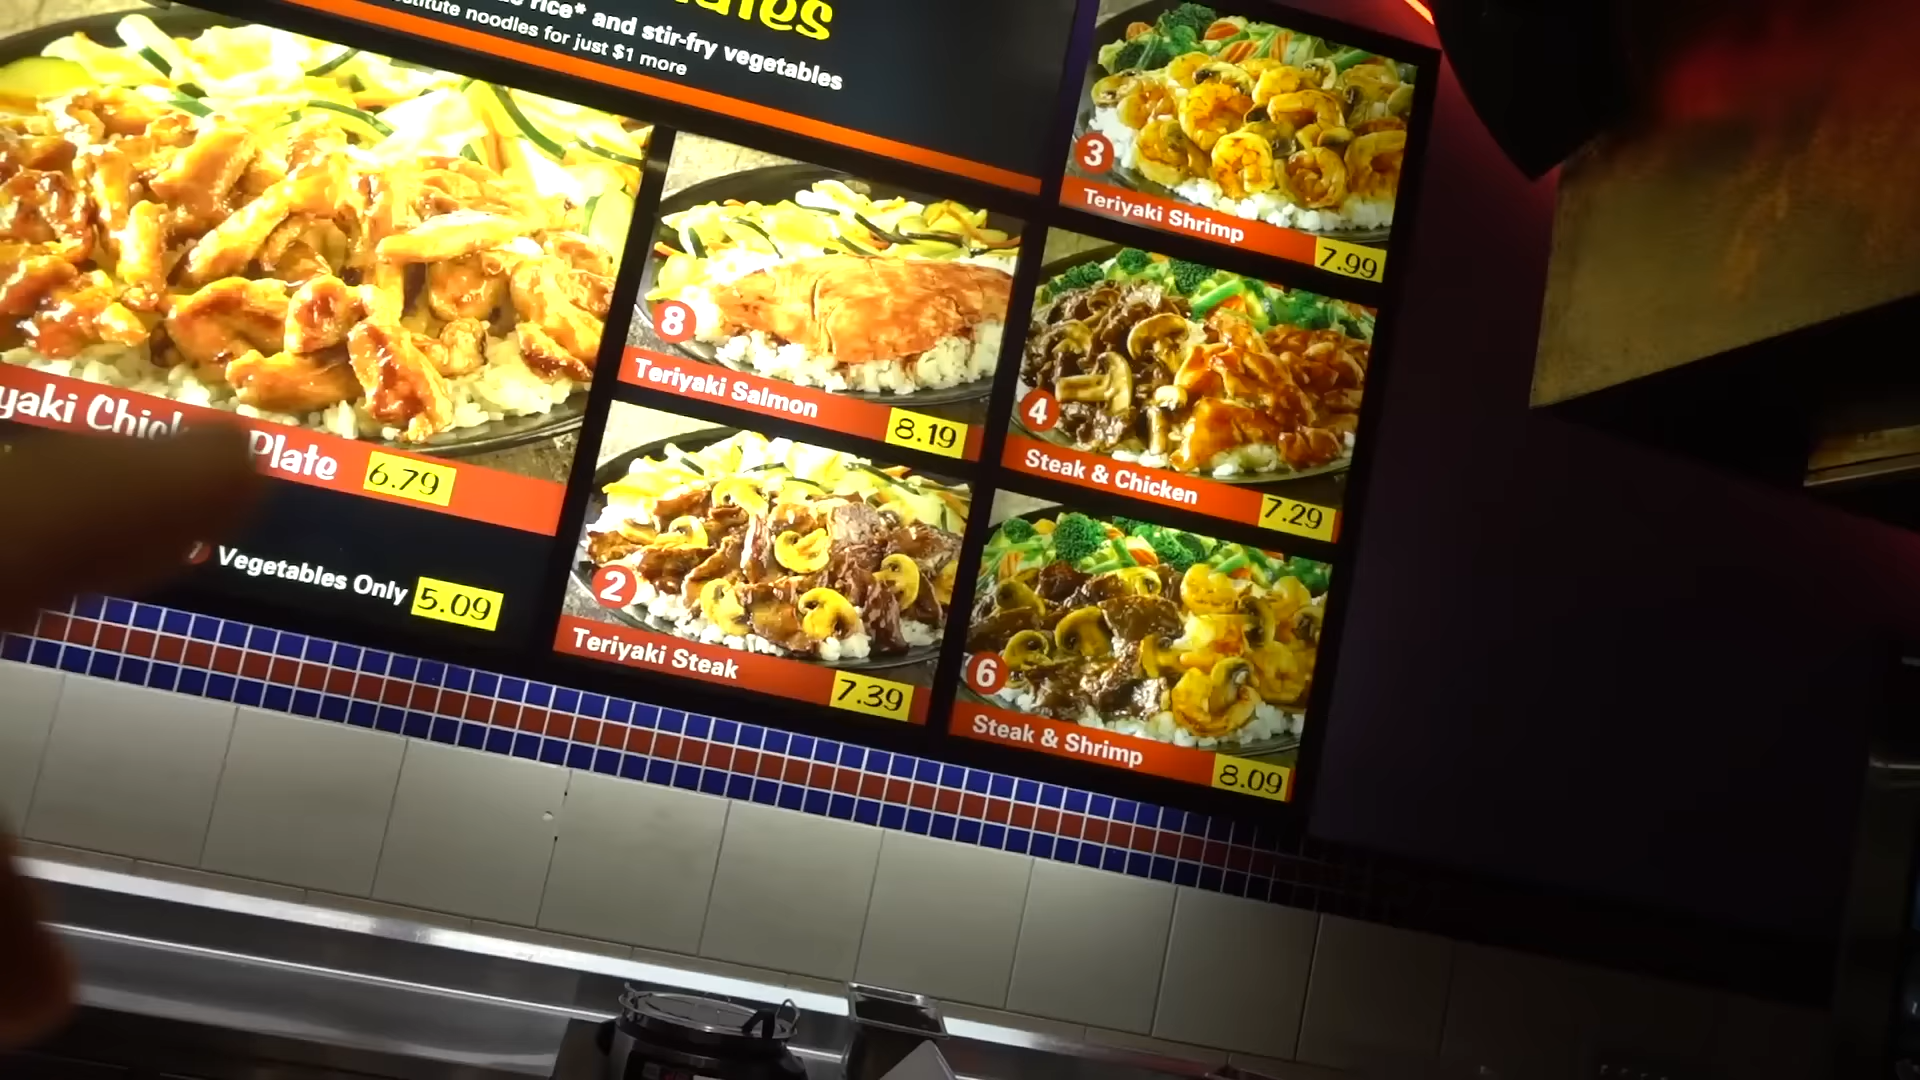 rice* and stir-fry vegetables
noodles for just $1 more
Plate 6.79
Vegetables Only 5.09
8
Teriyaki Salmon 8.19
2
Teriyaki Steak 7.39
3
Teriyaki Shrimp 7.99
4
Steak & Chicken 7.29
6
Steak & Shrimp 8.09